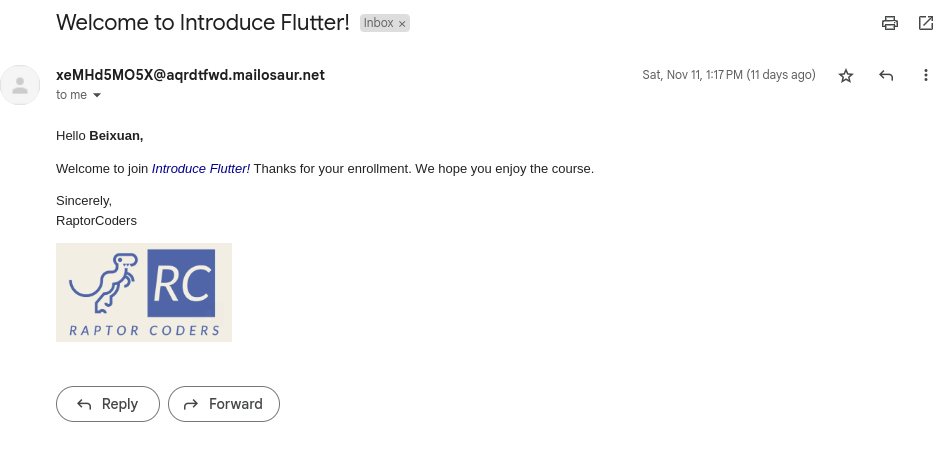 Welcome to Introduce Flutter!
Inbox ×
xeMHd5MO5X@aqrdtfwd.mailosaur.net
Sat, Nov 11, 1:17 PM (11 days ago)
to me
Hello Beixuan,
Welcome to join Introduce Flutter! Thanks for your enrollment. We hope you enjoy the course.
Sincerely,
RaptorCoders
RC
RAPTOR CODERS
Reply
Forward